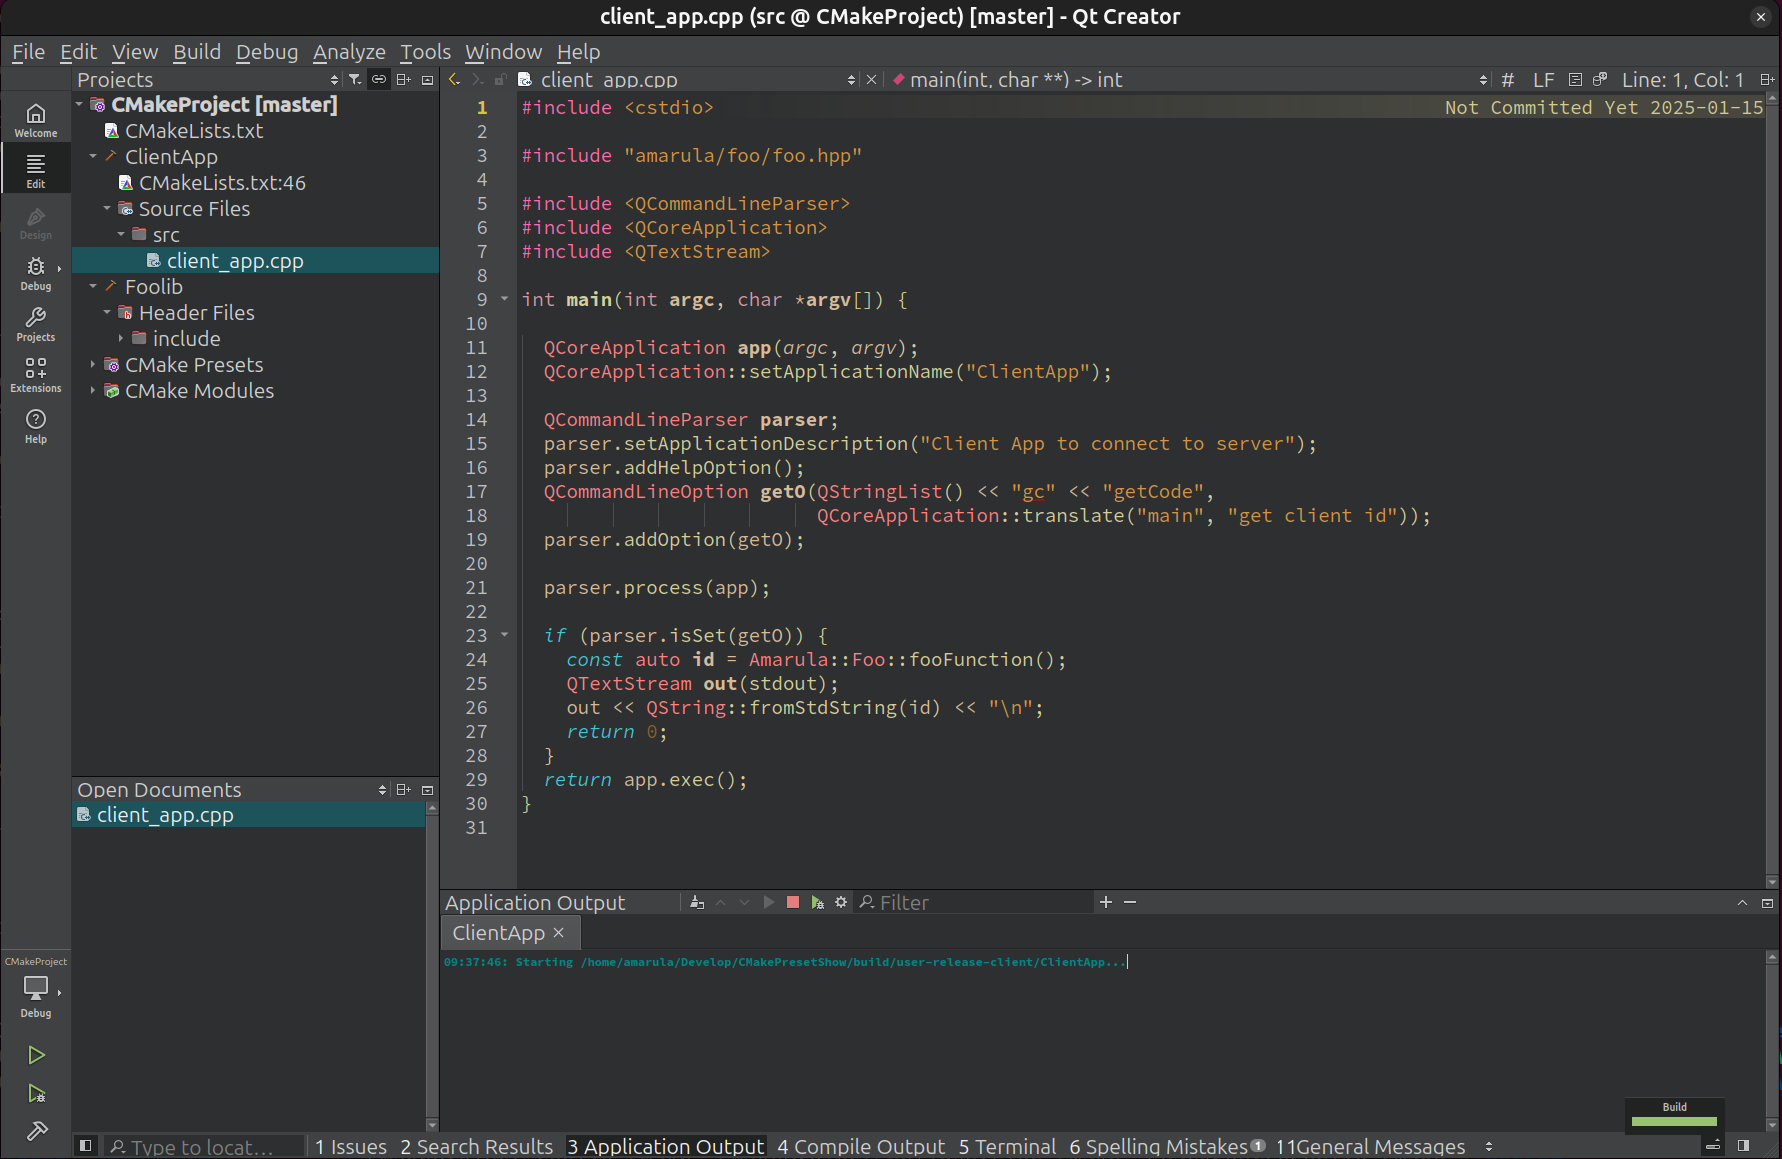 client_app.cpp (src @ CMakeProject) [master] - Qt Creator
File Edit View Build Debug Analyze Tools Window Help
Projects
client_app.cpp
main(int, char **) -> int
# LF Line: 1, Col: 1
Welcome
Edit
Design
Debug
Projects
Extensions
Help
CMakeProject [master]
CMakeLists.txt
ClientApp
CMakeLists.txt:46
Source Files
src
client_app.cpp
Foolib
Header Files
include
CMake Presets
CMake Modules
Open Documents
client_app.cpp
1 #include <cstdio> Not Committed Yet 2025-01-15
2
3 #include "amarula/foo/foo.hpp"
4
5 #include <QCommandLineParser>
6 #include <QCoreApplication>
7 #include <QTextStream>
8
9 int main(int argc, char *argv[]) {
10
11 QCoreApplication app(argc, argv);
12 QCoreApplication::setApplicationName("ClientApp");
13
14 QCommandLineParser parser;
15 parser.setApplicationDescription("Client App to connect to server");
16 parser.addHelpOption();
17 QCommandLineOption getO(QStringList() << "gc" << "getCode",
18 QCoreApplication::translate("main", "get client id"));
19 parser.addOption(getO);
20
21 parser.process(app);
22
23 if (parser.isSet(getO)) {
24 const auto id = Amarula::Foo::fooFunction();
25 QTextStream out(stdout);
26 out << QString::fromStdString(id) << "\n";
27 return 0;
28 }
29 return app.exec();
30 }
31
Application Output
Filter
ClientApp
09:37:46: Starting /home/amarula/Develop/CMakePresetShow/build/user-release-client/ClientApp...
CMakeProject
Debug
Build
Type to locat...
1 Issues 2 Search Results 3 Application Output 4 Compile Output 5 Terminal 6 Spelling Mistakes 1 11 General Messages